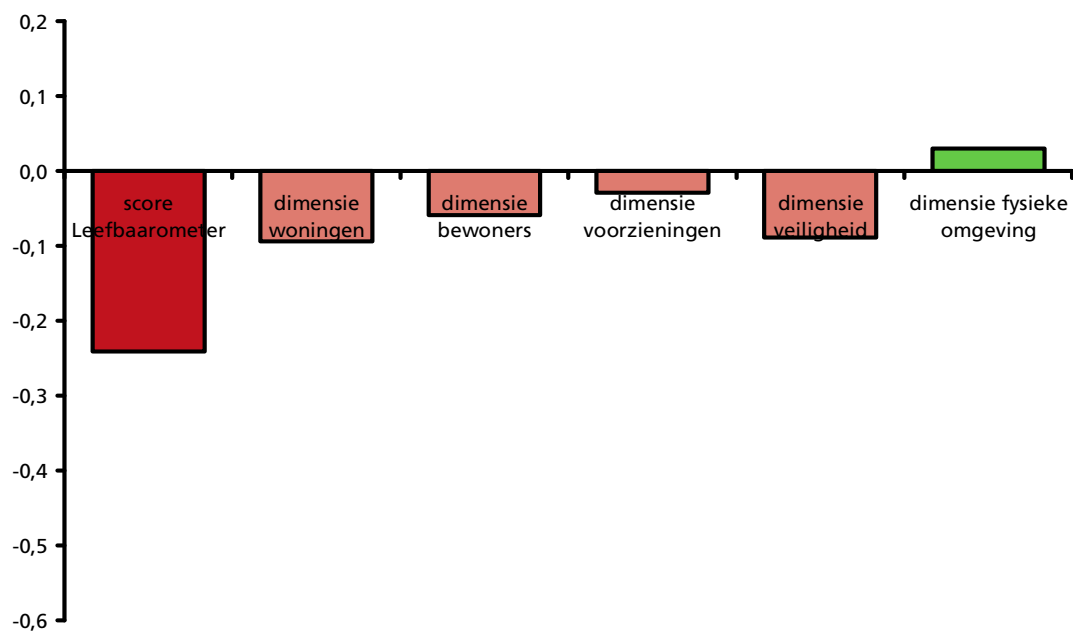 0,2
0,1
0,0
score
Leefbaarometer
dimensie
woningen
dimensie
bewoners
dimensie
voorzieningen
dimensie
veiligheid
dimensie fysieke
omgeving
-0,1
-0,2
-0,3
-0,4
-0,5
-0,6